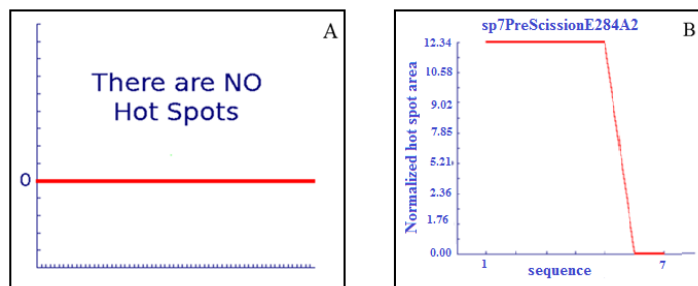 A
There are NO
Hot Spots
0
sp7PreScissionE284A2
B
12.34
10.58
9.02
7.85
5.21
2.36
1.76
0.00
Normalized hot spot area
1
7
sequence